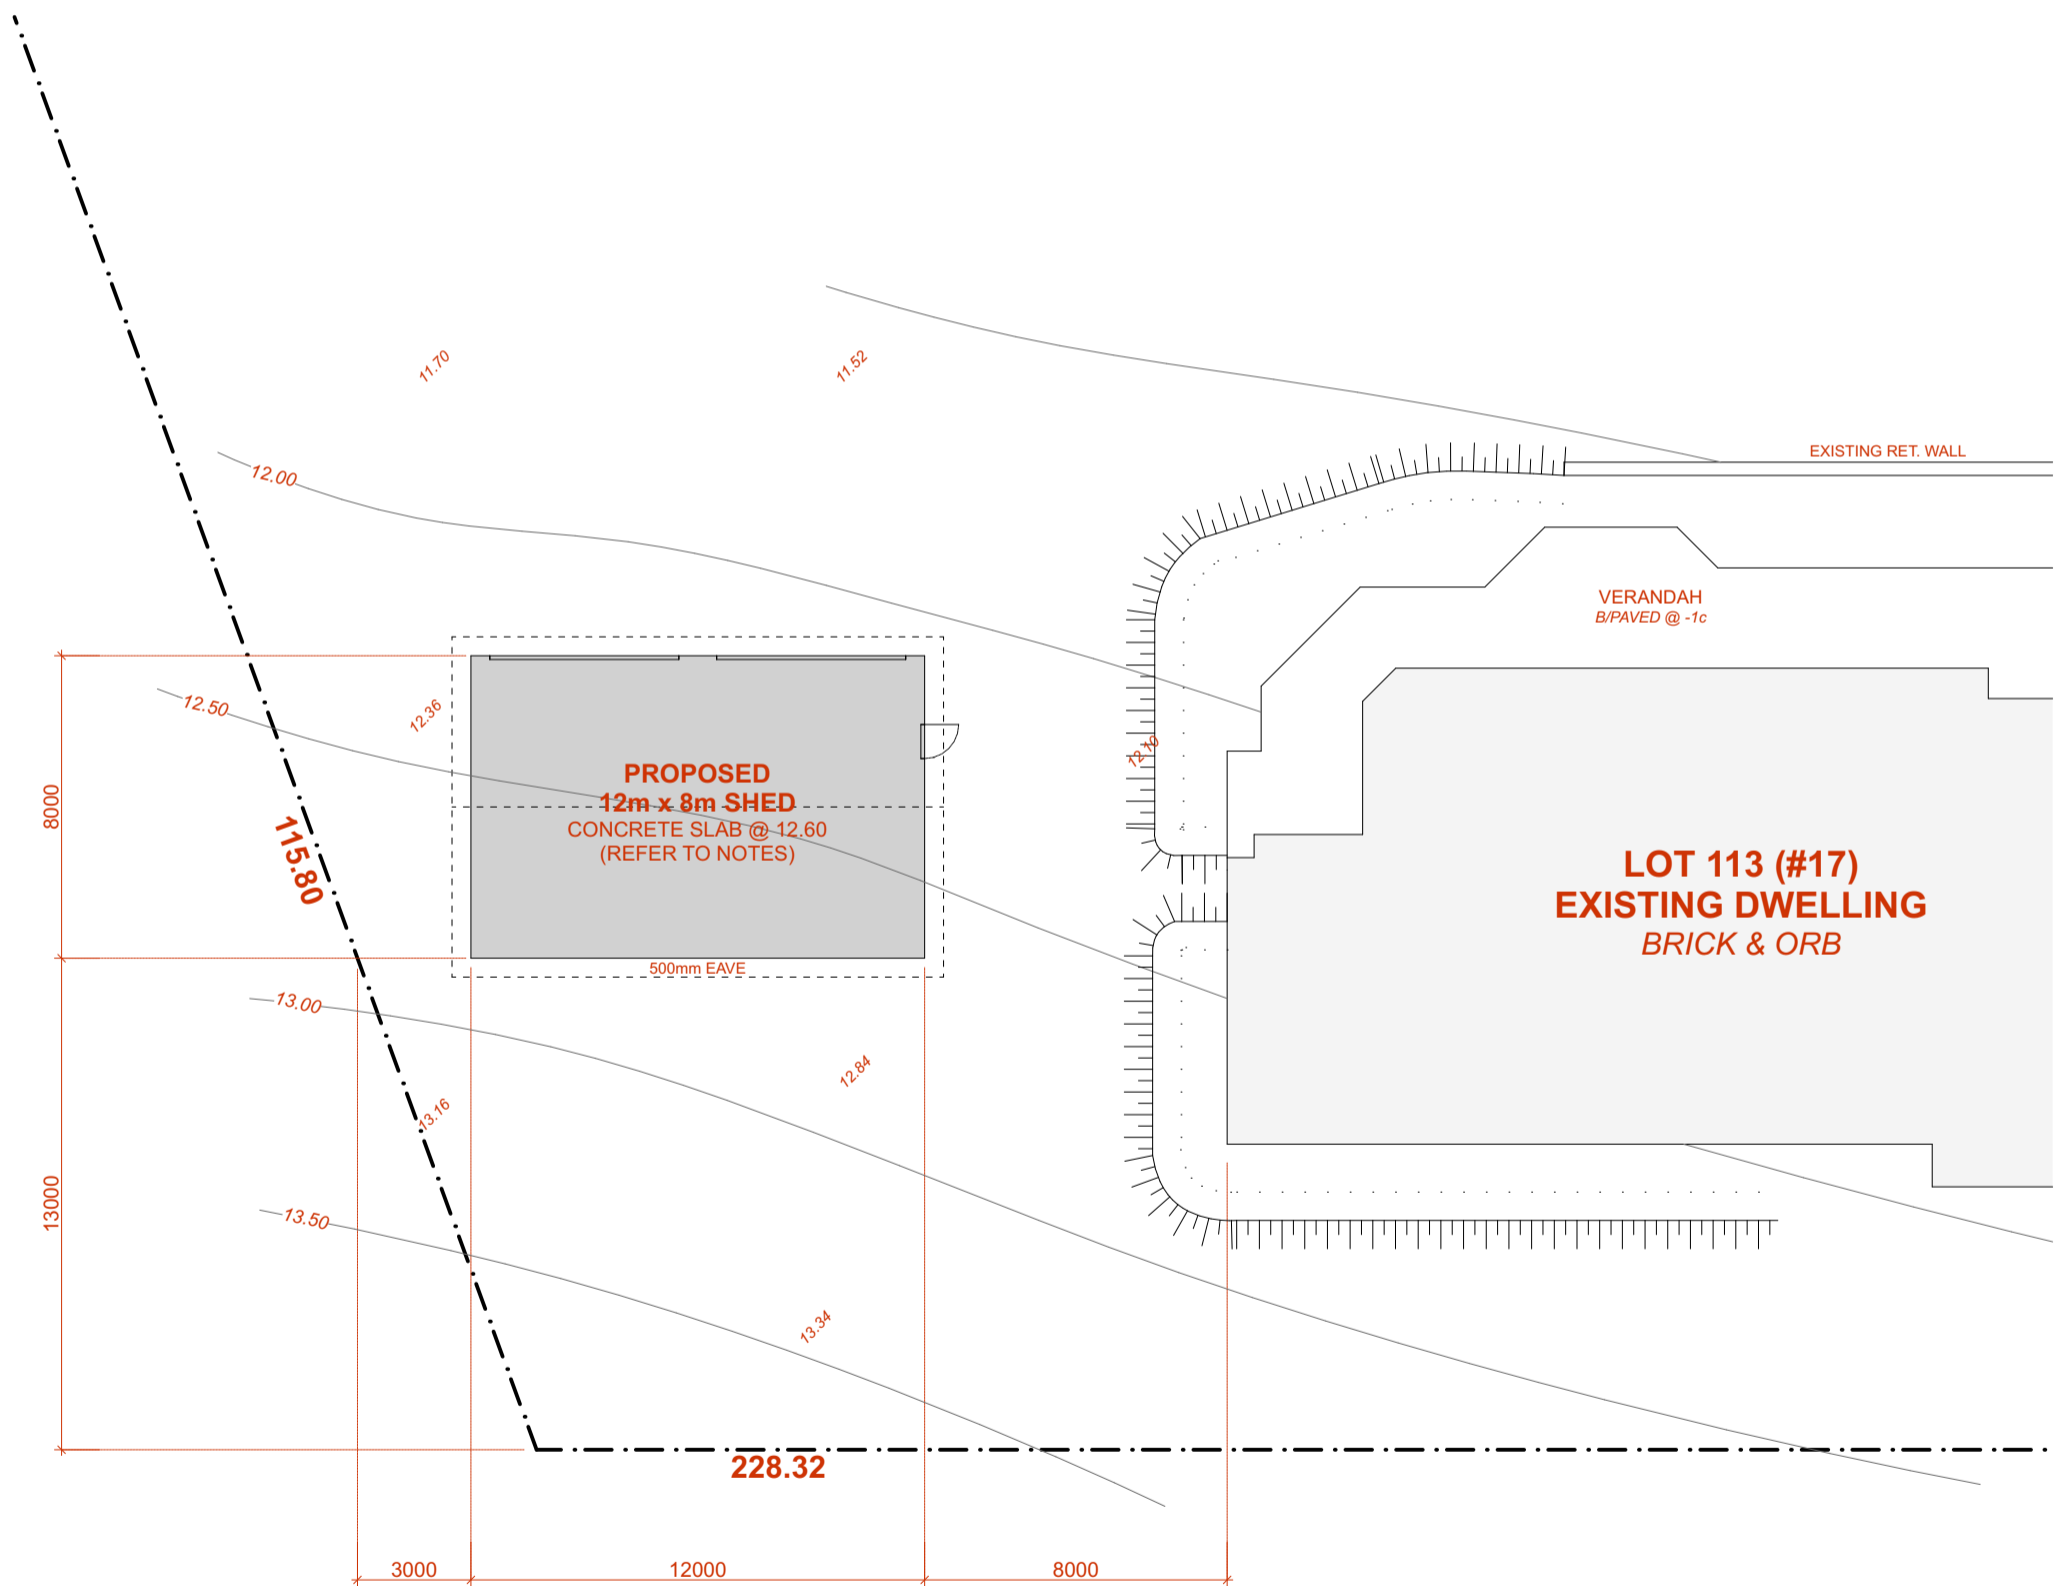 11.70
11.52
12.00
EXISTING RET. WALL
VERANDAH
B/PAVED @ -1c
12.50
12.36
12.10
PROPOSED
12m x 8m SHED
CONCRETE SLAB @ 12.60
(REFER TO NOTES)
8000
115.80
LOT 113 (#17)
EXISTING DWELLING
BRICK & ORB
500mm EAVE
13.00
12.84
13.16
13000
13.50
13.34
228.32
3000
12000
8000